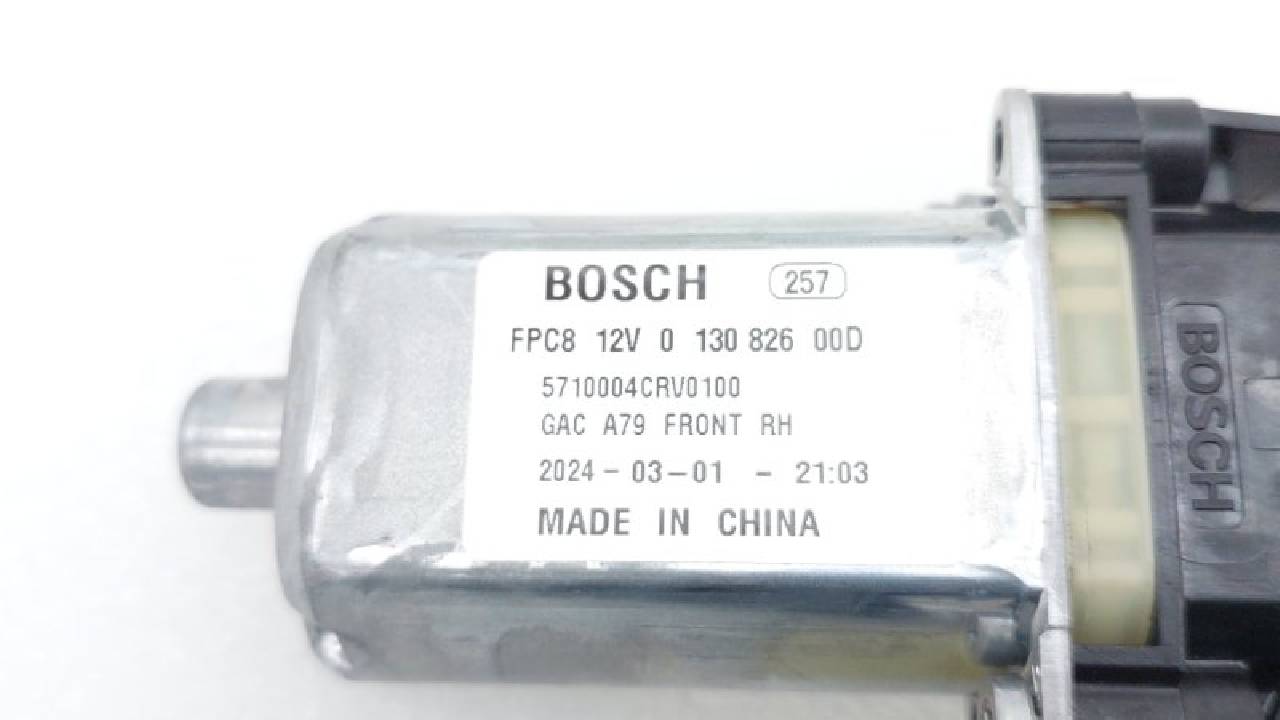 BOSCH 257
FPC8 12V 0 130 826 00D
5710004CRV0100
GAC A79 FRONT RH
2024-03-01 - 21:03
MADE IN CHINA
BOSCH